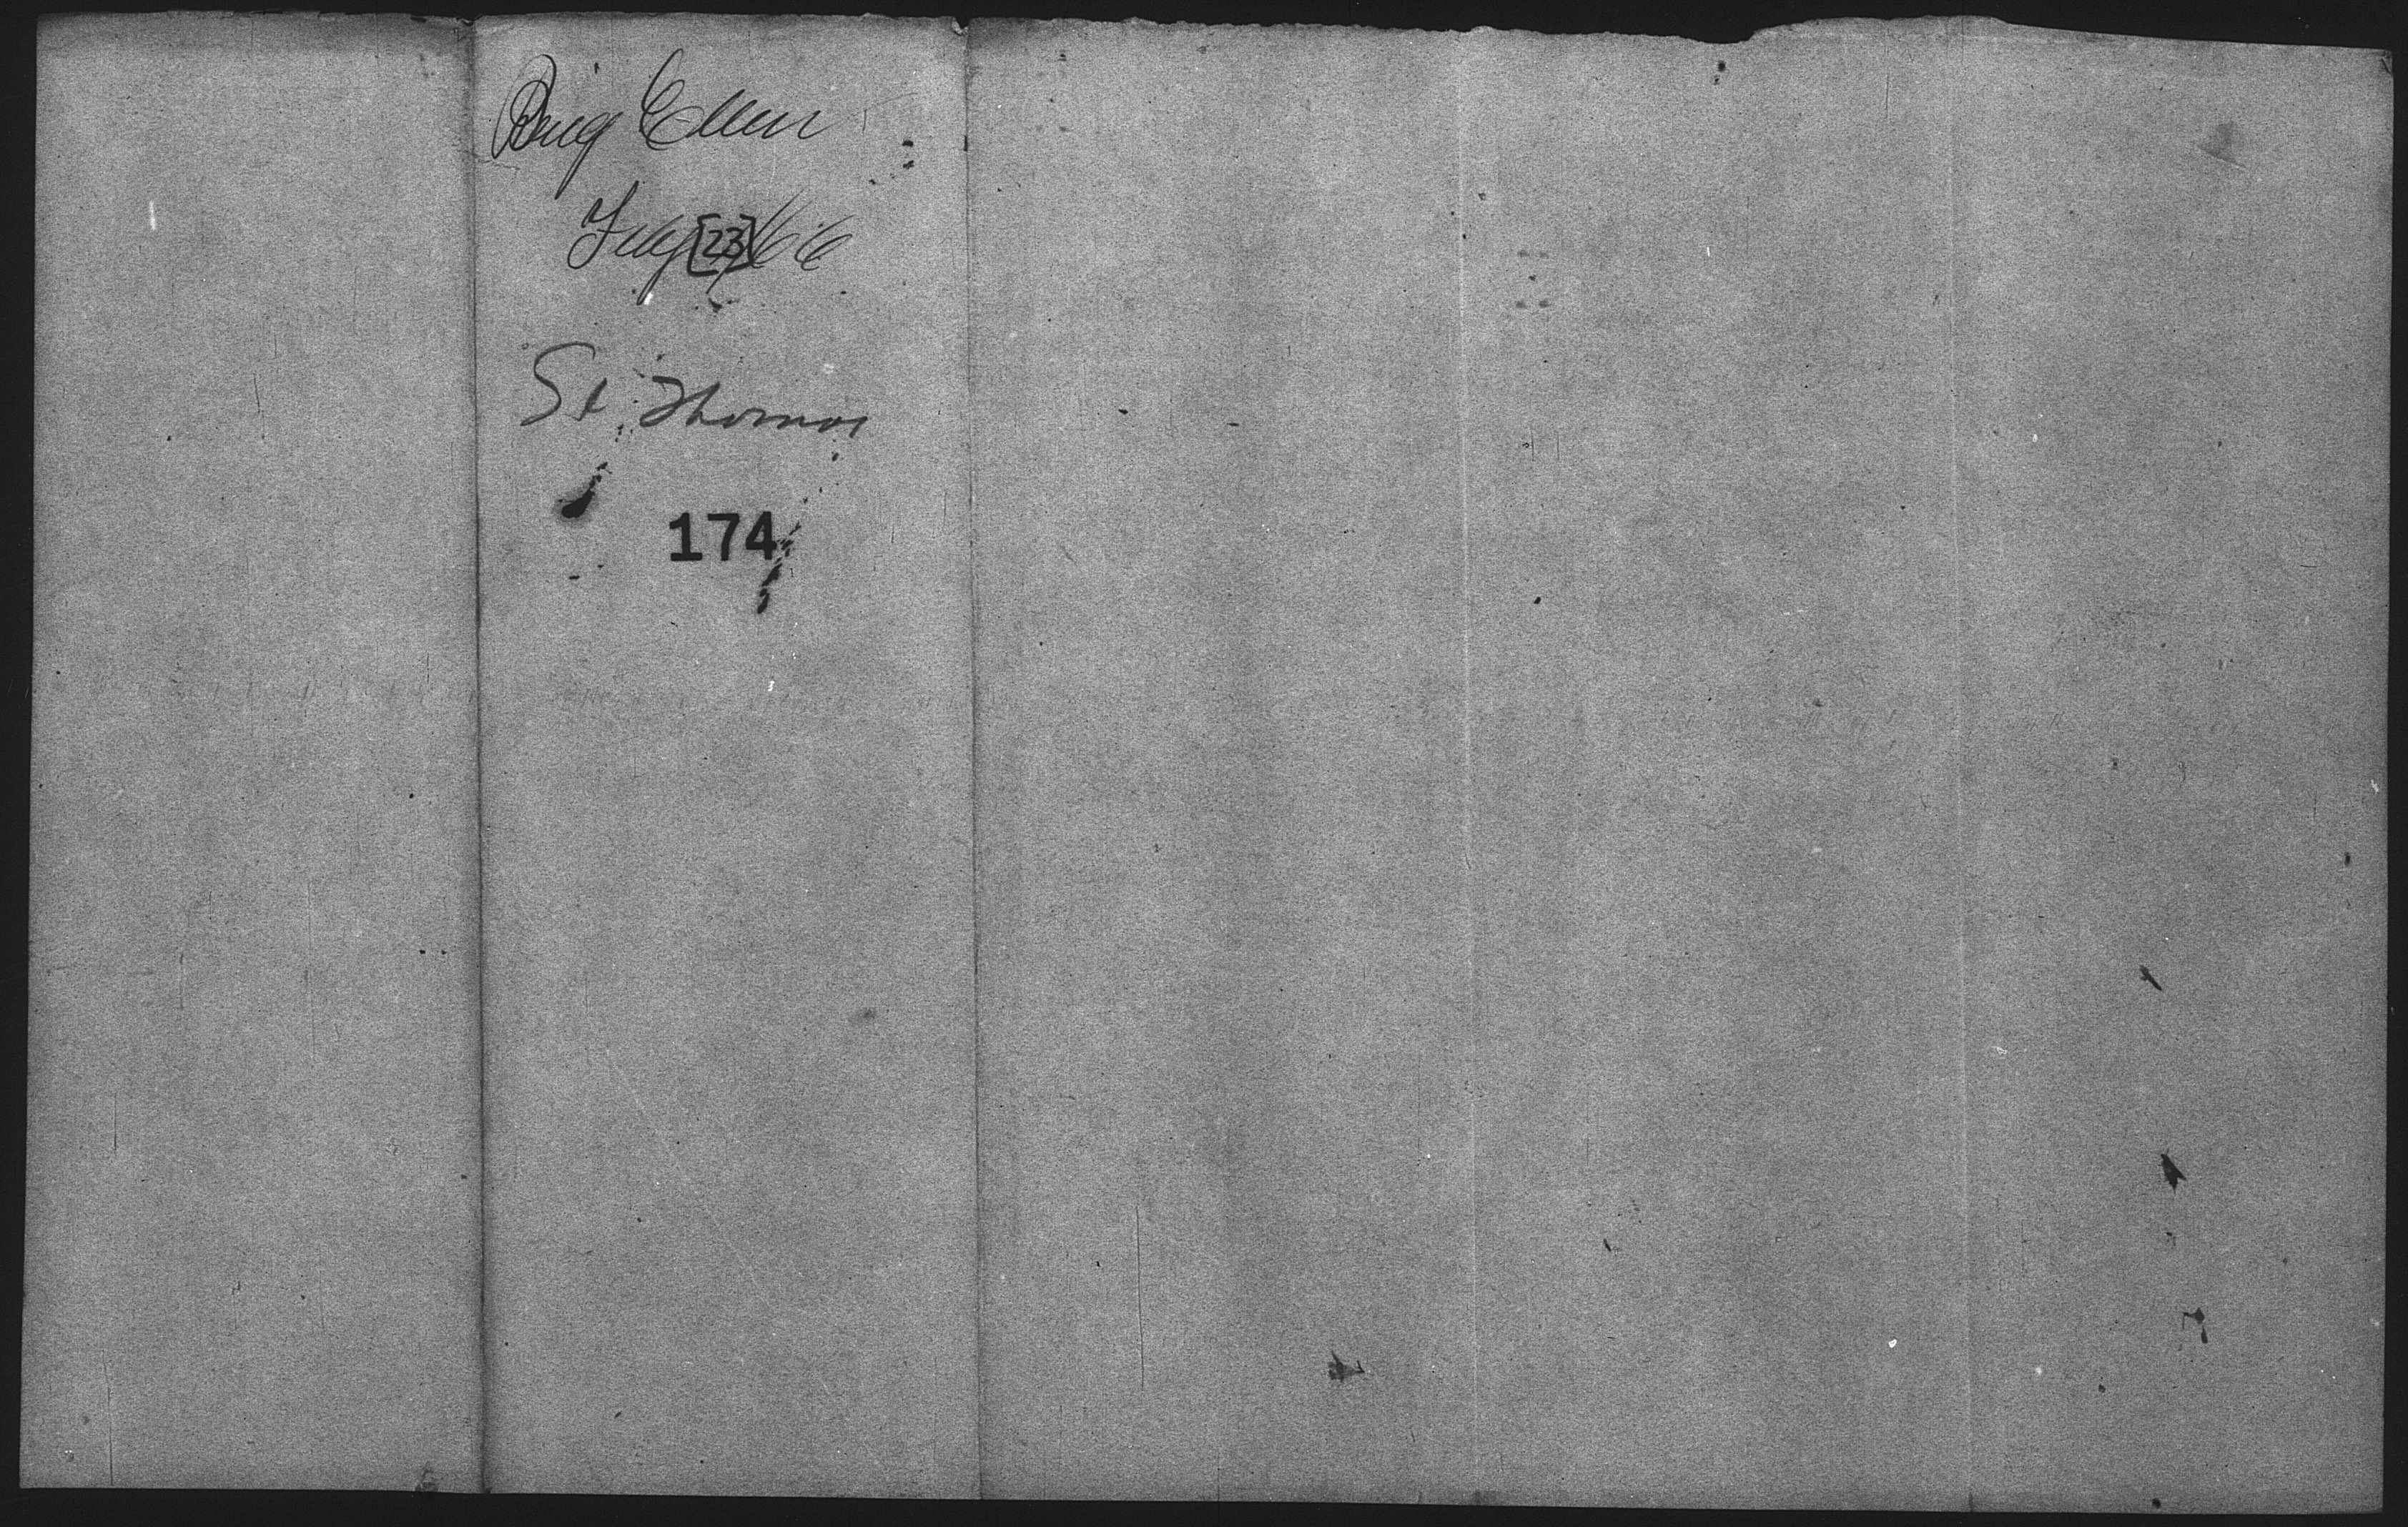 Brig Ellen
July [23] /66
St. Thomas
174